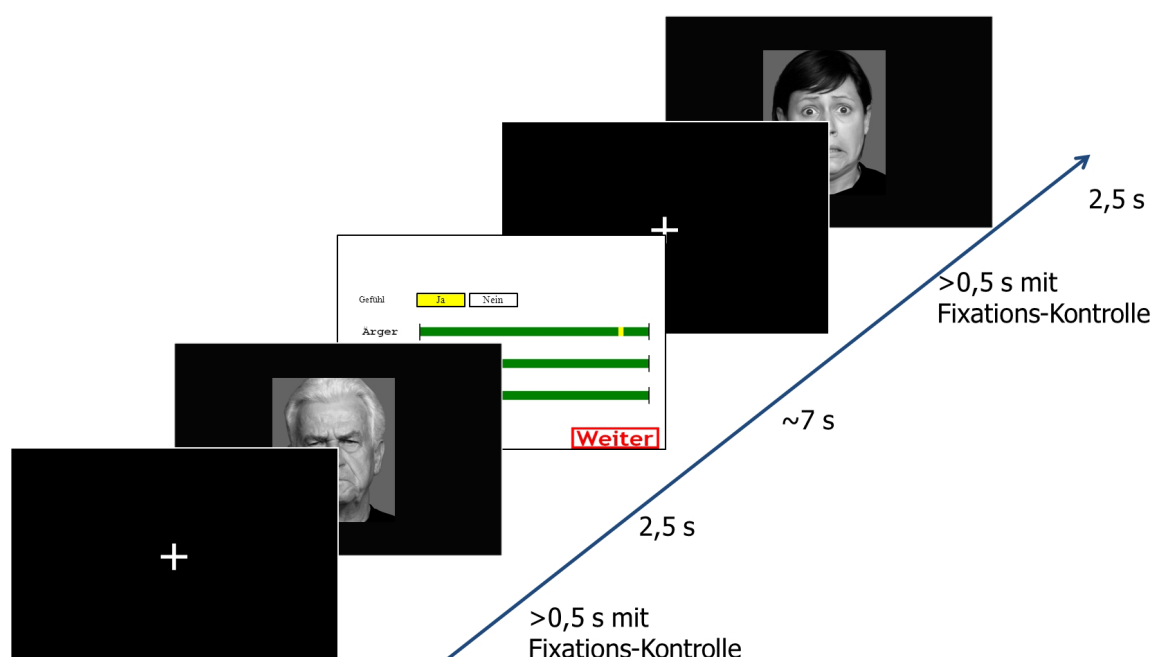 2,5 s
>0,5 s mit
Fixations-Kontrolle
Gefühl Ja Nein
Ärger
~7 s
Weiter
2,5 s
>0,5 s mit
Fixations-Kontrolle